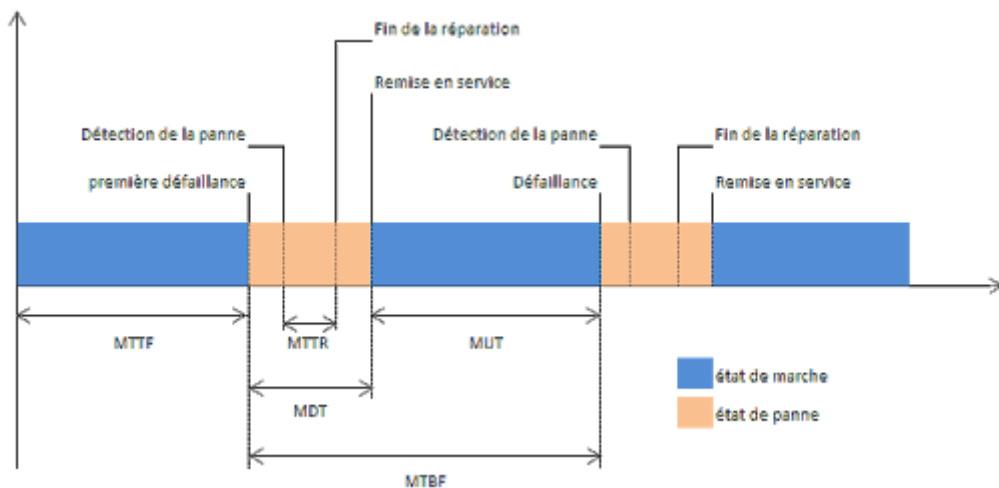 Fin de la réparation
Remise en service
Détection de la panne
première défaillance
Détection de la panne
Défaillance
Fin de la réparation
Remise en service
MTTF
MTTR
MUT
MDT
MTBF
état de marche
état de panne